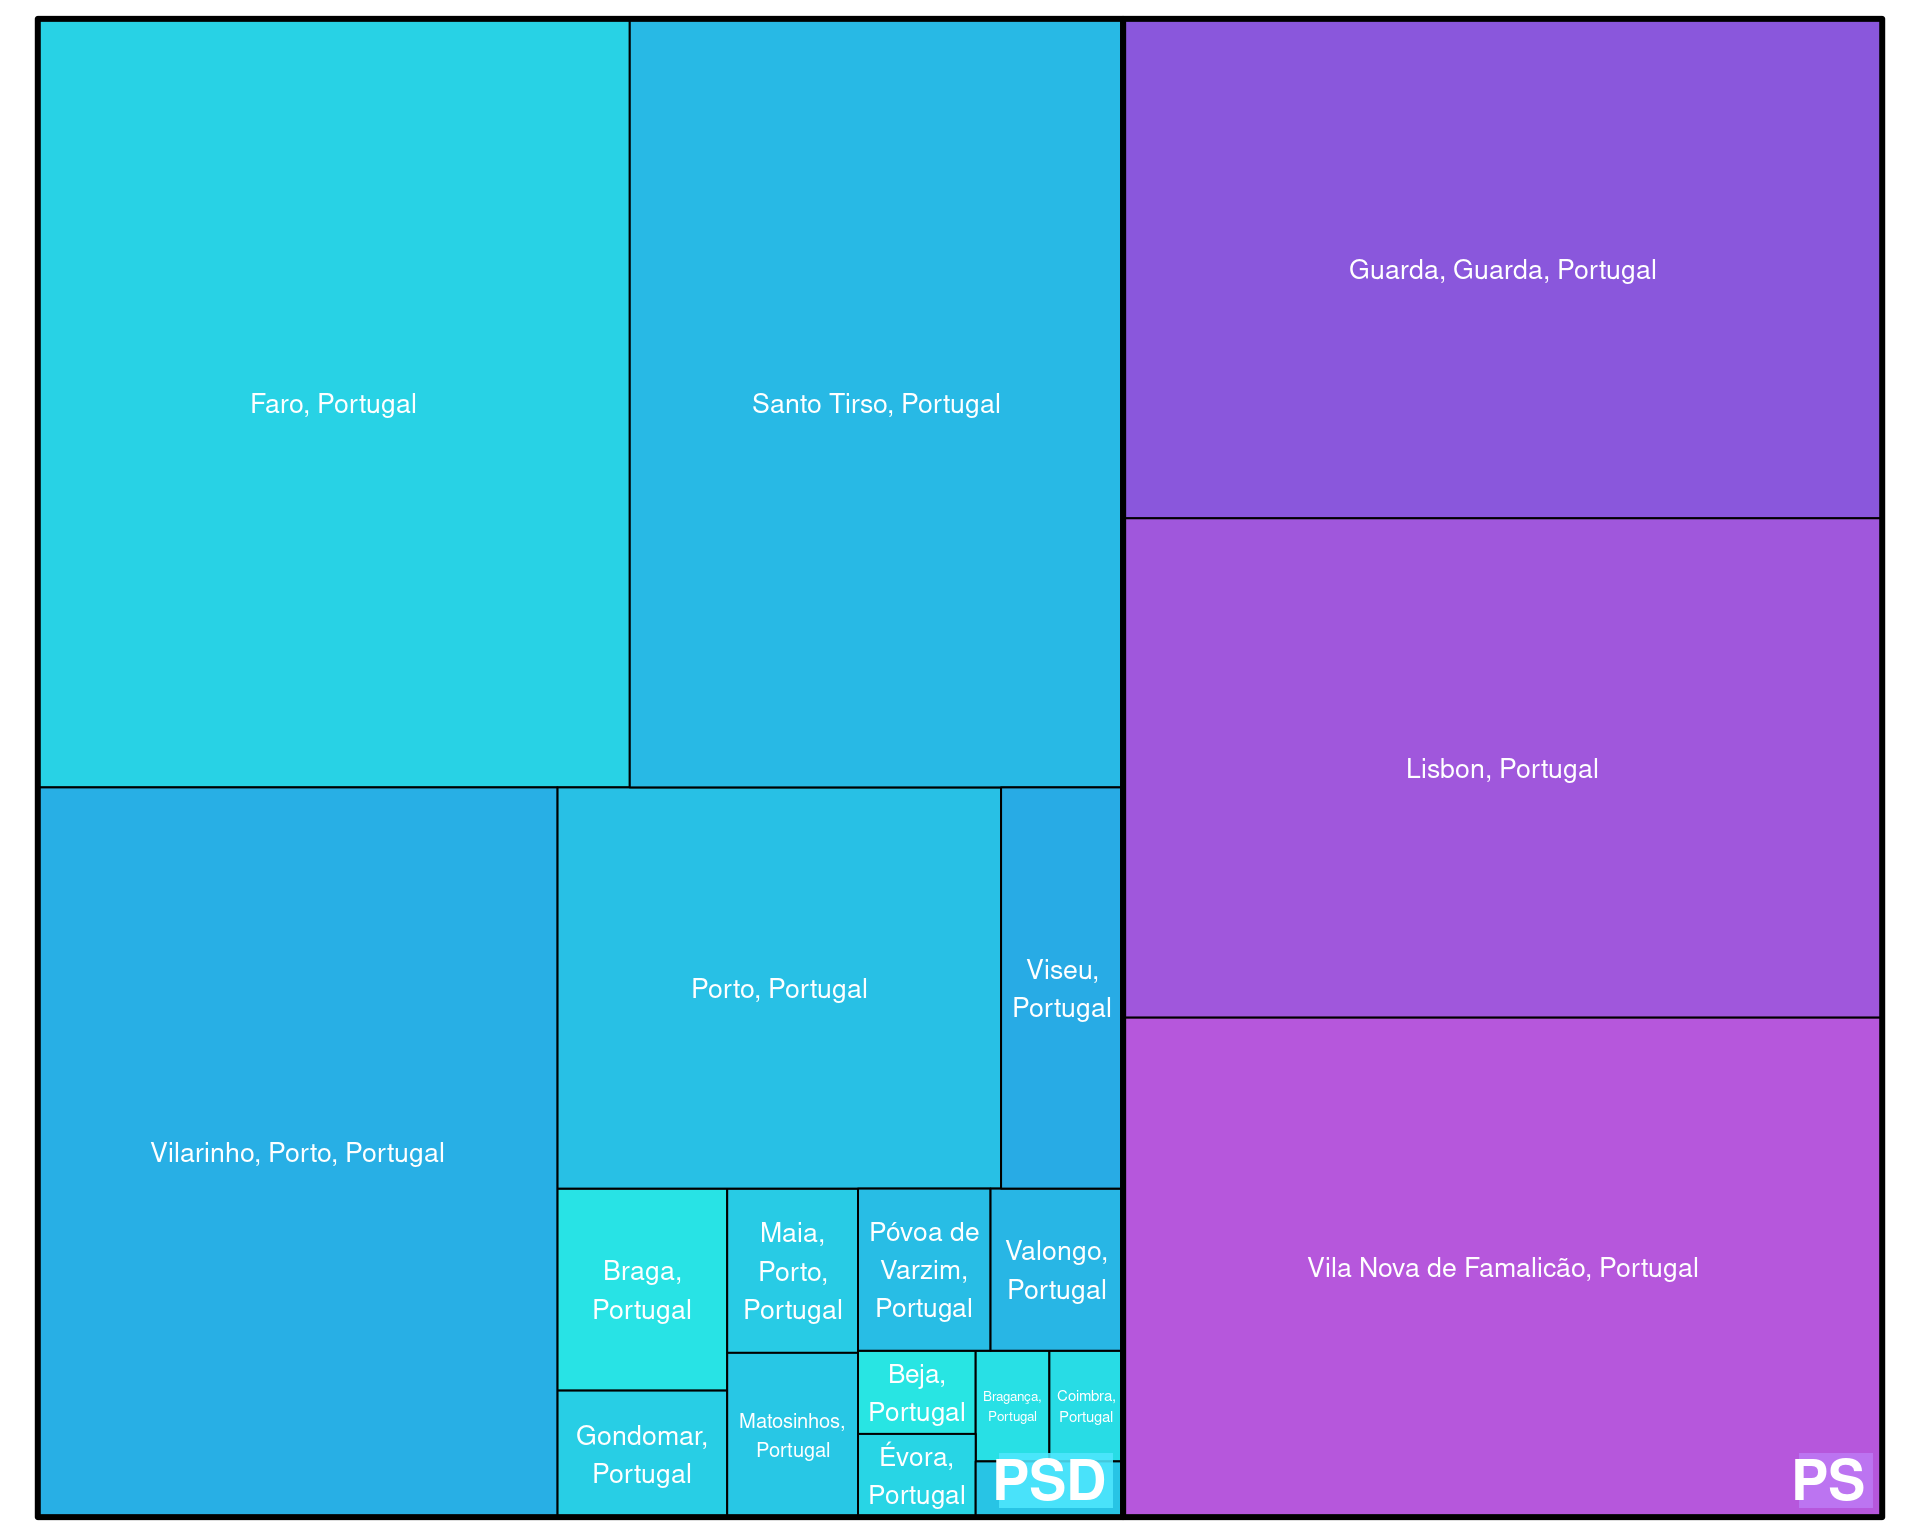 Faro, Portugal
Santo Tirso, Portugal
Guarda, Guarda, Portugal
Lisbon, Portugal
Vilarinho, Porto, Portugal
Porto, Portugal
Viseu,
Portugal
Braga,
Portugal
Maia,
Porto,
Portugal
Póvoa de
Varzim,
Portugal
Valongo,
Portugal
Gondomar,
Portugal
Matosinhos,
Portugal
Beja,
Portugal
Bragança,
Portugal
Coimbra,
Portugal
Évora,
Portugal
PSD
Vila Nova de Famalicão, Portugal
PS